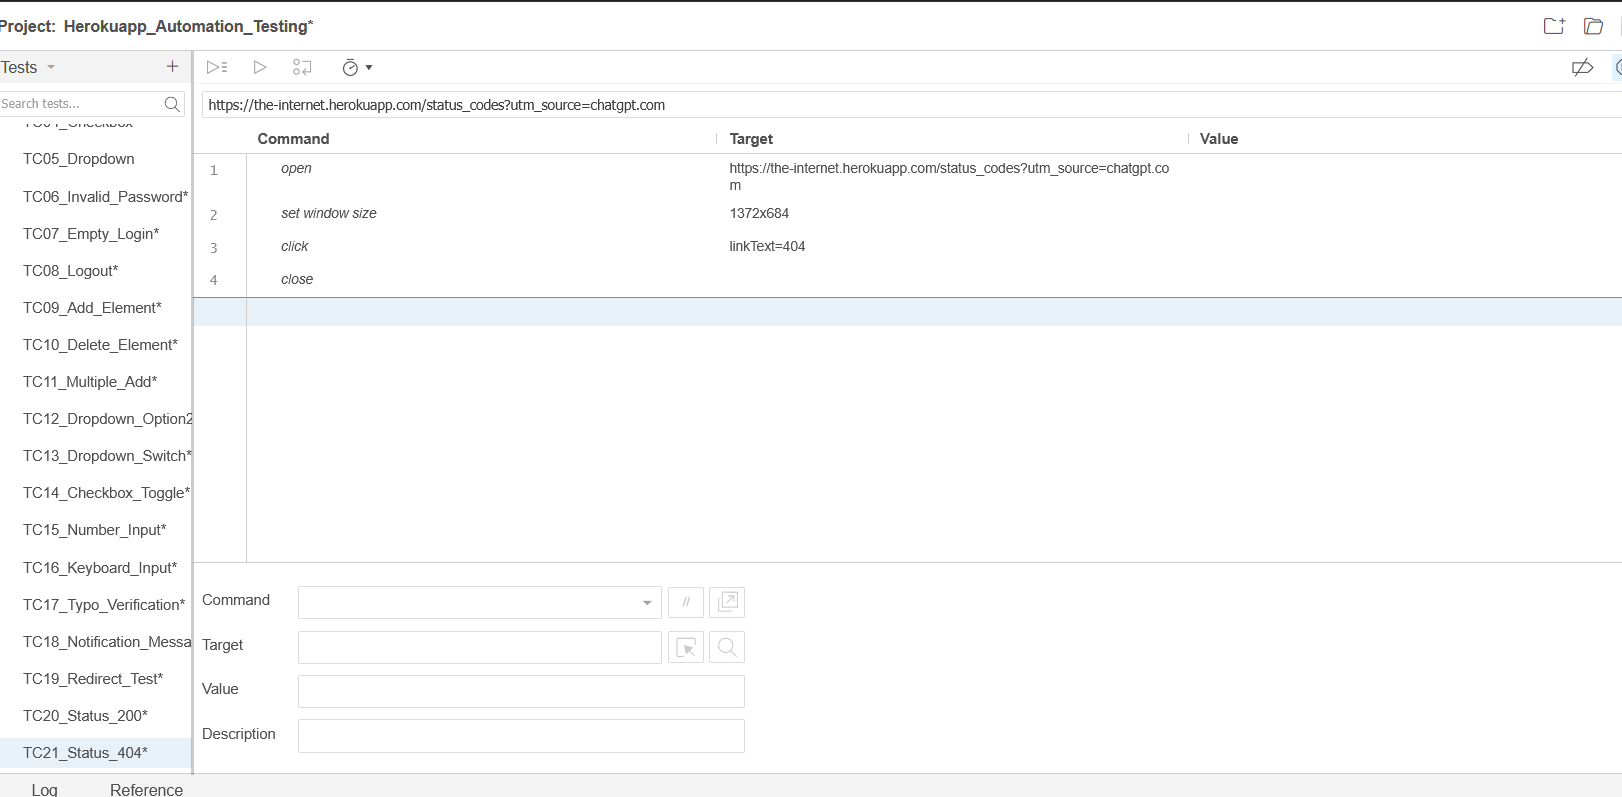 Project: Herokuapp_Automation_Testing*
Tests
Search tests...
https://the-internet.herokuapp.com/status_codes?utm_source=chatgpt.com
Command Target Value
1 open https://the-internet.herokuapp.com/status_codes?utm_source=chatgpt.co
m
2 set window size 1372x684
3 click linkText=404
4 close
TC05_Dropdown
TC06_Invalid_Password*
TC07_Empty_Login*
TC08_Logout*
TC09_Add_Element*
TC10_Delete_Element*
TC11_Multiple_Add*
TC12_Dropdown_Option2
TC13_Dropdown_Switch*
TC14_Checkbox_Toggle*
TC15_Number_Input*
TC16_Keyboard_Input*
TC17_Typo_Verification*
TC18_Notification_Messa
TC19_Redirect_Test*
TC20_Status_200*
TC21_Status_404*
Command
//
Target
Value
Description
Log Reference